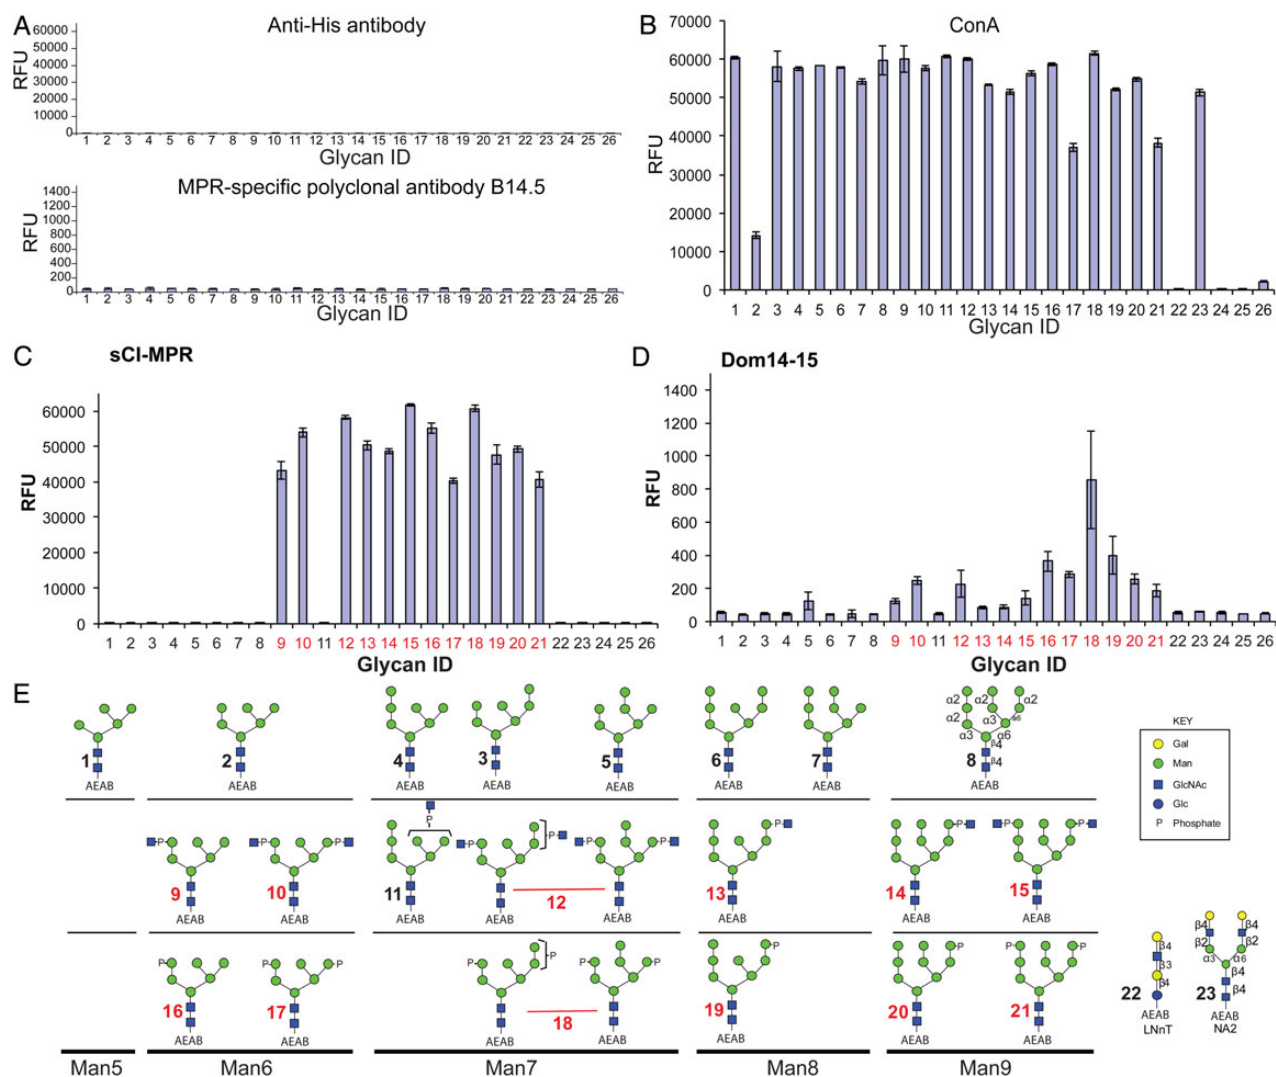 A
Anti-His antibody
RFU
60000
50000
40000
30000
20000
10000
0
1 2 3 4 5 6 7 8 9 10 11 12 13 14 15 16 17 18 19 20 21 22 23 24 25 26
Glycan ID
MPR-specific polyclonal antibody B14.5
RFU
1400
1200
1000
800
600
400
200
0
1 2 3 4 5 6 7 8 9 10 11 12 13 14 15 16 17 18 19 20 21 22 23 24 25 26
Glycan ID
B
ConA
RFU
70000
60000
50000
40000
30000
20000
10000
0
1 2 3 4 5 6 7 8 9 10 11 12 13 14 15 16 17 18 19 20 21 22 23 24 25 26
Glycan ID
C
sCI-MPR
RFU
60000
50000
40000
30000
20000
10000
0
1 2 3 4 5 6 7 8 9 10 11 12 13 14 15 16 17 18 19 20 21 22 23 24 25 26
Glycan ID
D
Dom14-15
RFU
1400
1200
1000
800
600
400
200
0
1 2 3 4 5 6 7 8 9 10 11 12 13 14 15 16 17 18 19 20 21 22 23 24 25 26
Glycan ID
E
1 2 4 3 5 6 7 8
α2 α2 α2
α2 α3
α3 α6
β4
β4
AEAB AEAB AEAB AEAB AEAB AEAB AEAB AEAB
P
P P P P P P P P P P P
9 10 11 12 13 14 15
AEAB AEAB AEAB AEAB AEAB AEAB AEAB AEAB
P P P P P P P P P P
16 17 18 19 20 21
AEAB AEAB AEAB AEAB AEAB AEAB AEAB
Man5 Man6 Man7 Man8 Man9
KEY
Gal
Man
GlcNAc
Glc
P Phosphate
β4
β3
β4
22
AEAB
LNnT
β4 β4
β2 β2
α3 α6
β4
23 β4
AEAB
NA2